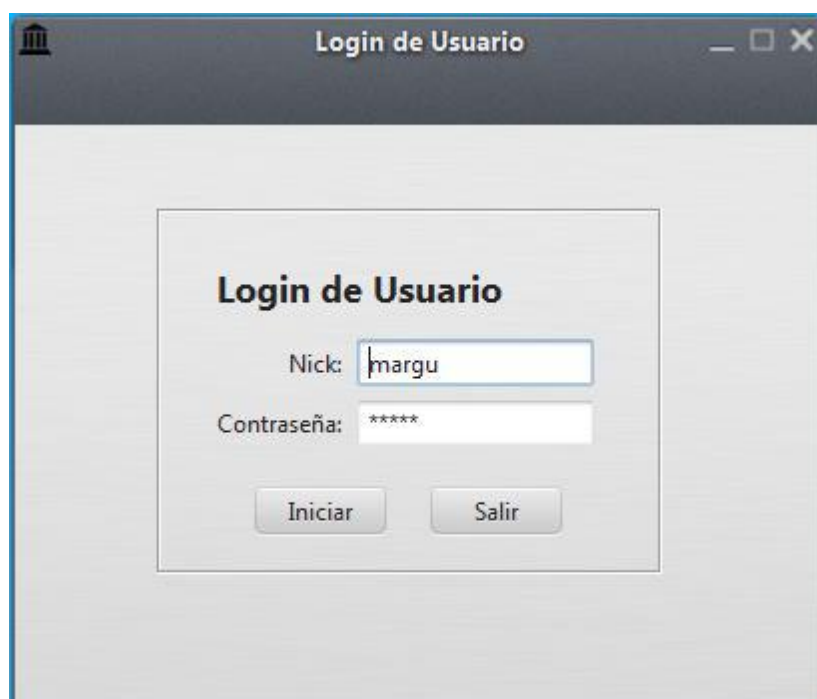 Login de Usuario
Login de Usuario
Nick: margu
Contraseña: *****
Iniciar Salir